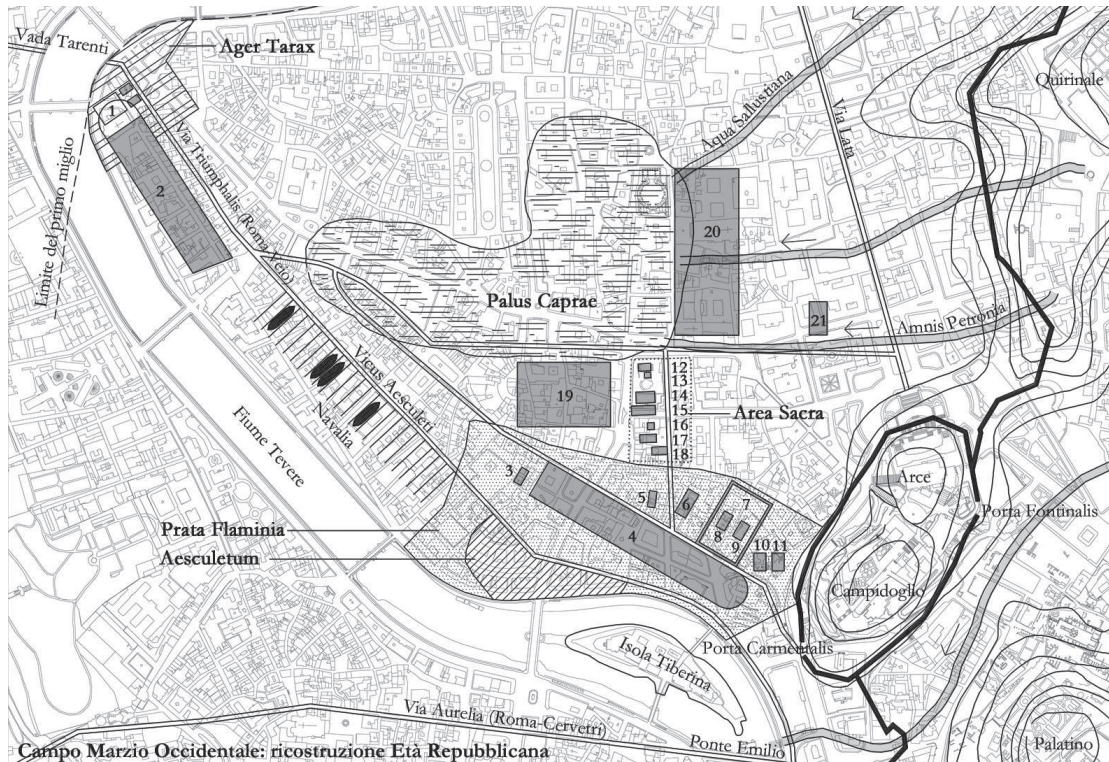 Vada Tarenti
Ager Tarax
1
2
Via Triumphalis (Roma Veio)
Limite del primo miglio
Aqua Sallustiana
Via Lata
Quirinale
20
Palus Caprae
21
Amnis Petronia
Vicus Aesculeti
Navalia
Fiume Tevere
19
12
13
14
15
16
17
18
Area Sacra
3
4
5
6
7
8
9
10
11
Arce
Porta Fontinalis
Campidoglio
Prata Flaminia
Aesculetum
Porta Carmentalis
Isola Tiberina
Via Aurelia (Roma-Cervetri)
Ponte Emilio
Palatino
Campo Marzio Occidentale: ricostruzione Età Repubblicana